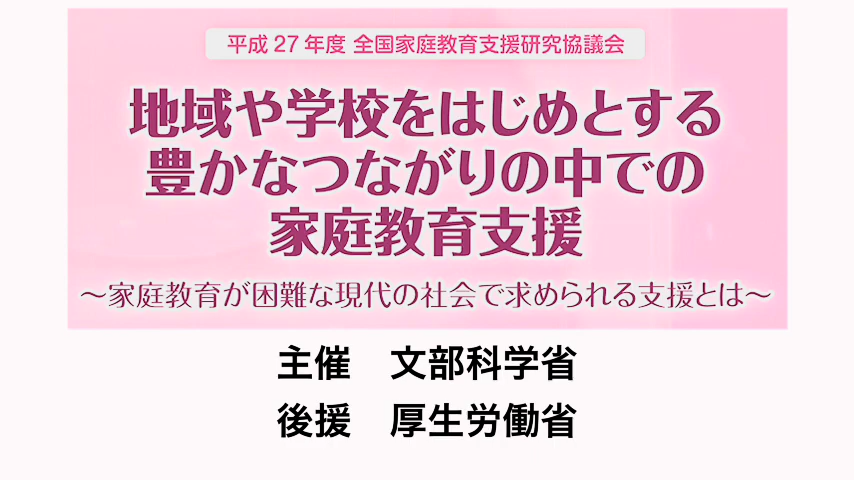 平成27年度 全国家庭教育支援研究協議会
地域や学校をはじめとする
豊かなつながりの中での
家庭教育支援
～家庭教育が困難な現代の社会で求められる支援とは～
主催　文部科学省
後援　厚生労働省